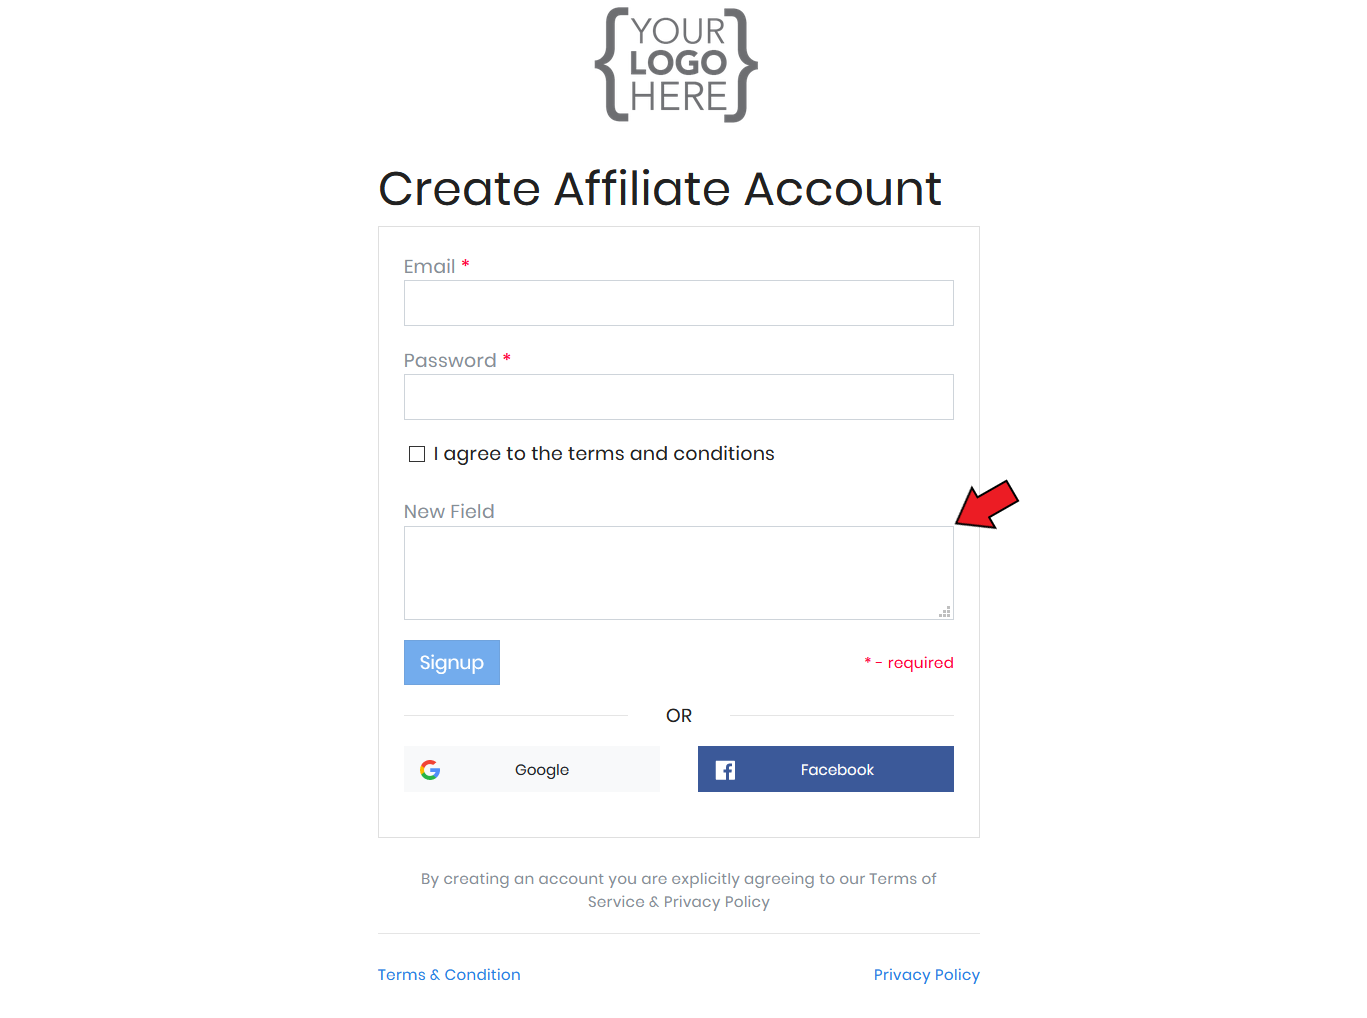 YOUR
LOGO
HERE
Create Affiliate Account
Email *
Password *
I agree to the terms and conditions
New Field
Signup
* - required
OR
Google
Facebook
By creating an account you are explicitly agreeing to our Terms of
Service & Privacy Policy
Terms & Condition
Privacy Policy